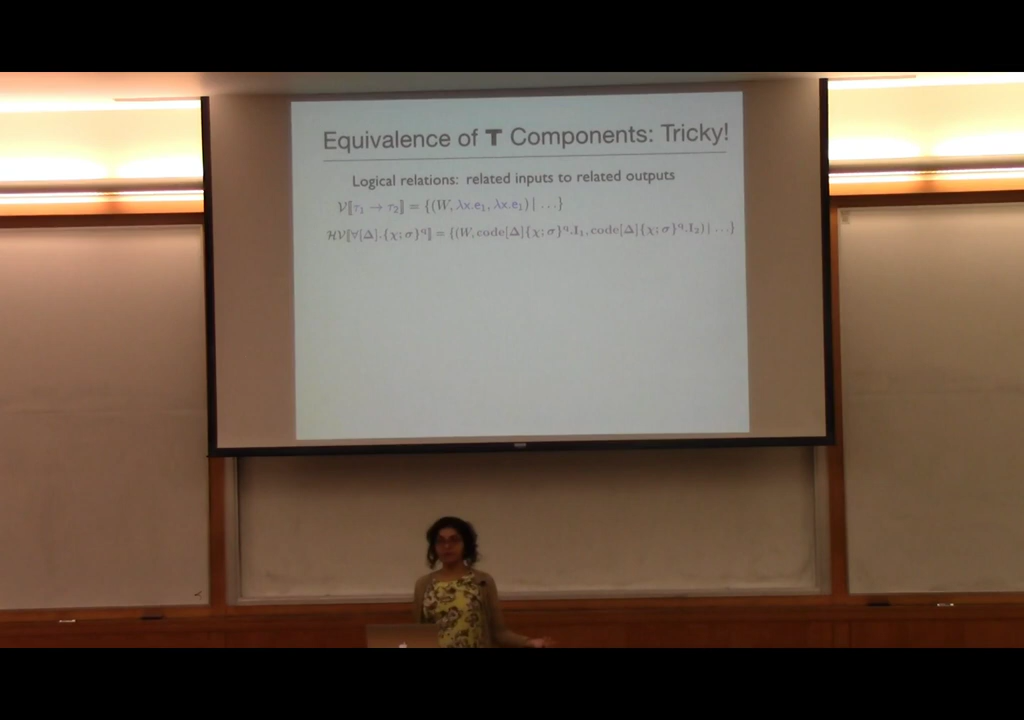 Equivalence of T Components: Tricky!
Logical relations: related inputs to related outputs
𝒱⟦τ₁ → τ₂⟧ = {(W, λx.e₁, λx.e₁) | …}
ℋ𝒱⟦∀[Δ].{χ; σ}^q⟧ = {(W, code[Δ]{χ; σ}^q.I₁, code[Δ]{χ; σ}^q.I₂) | …}